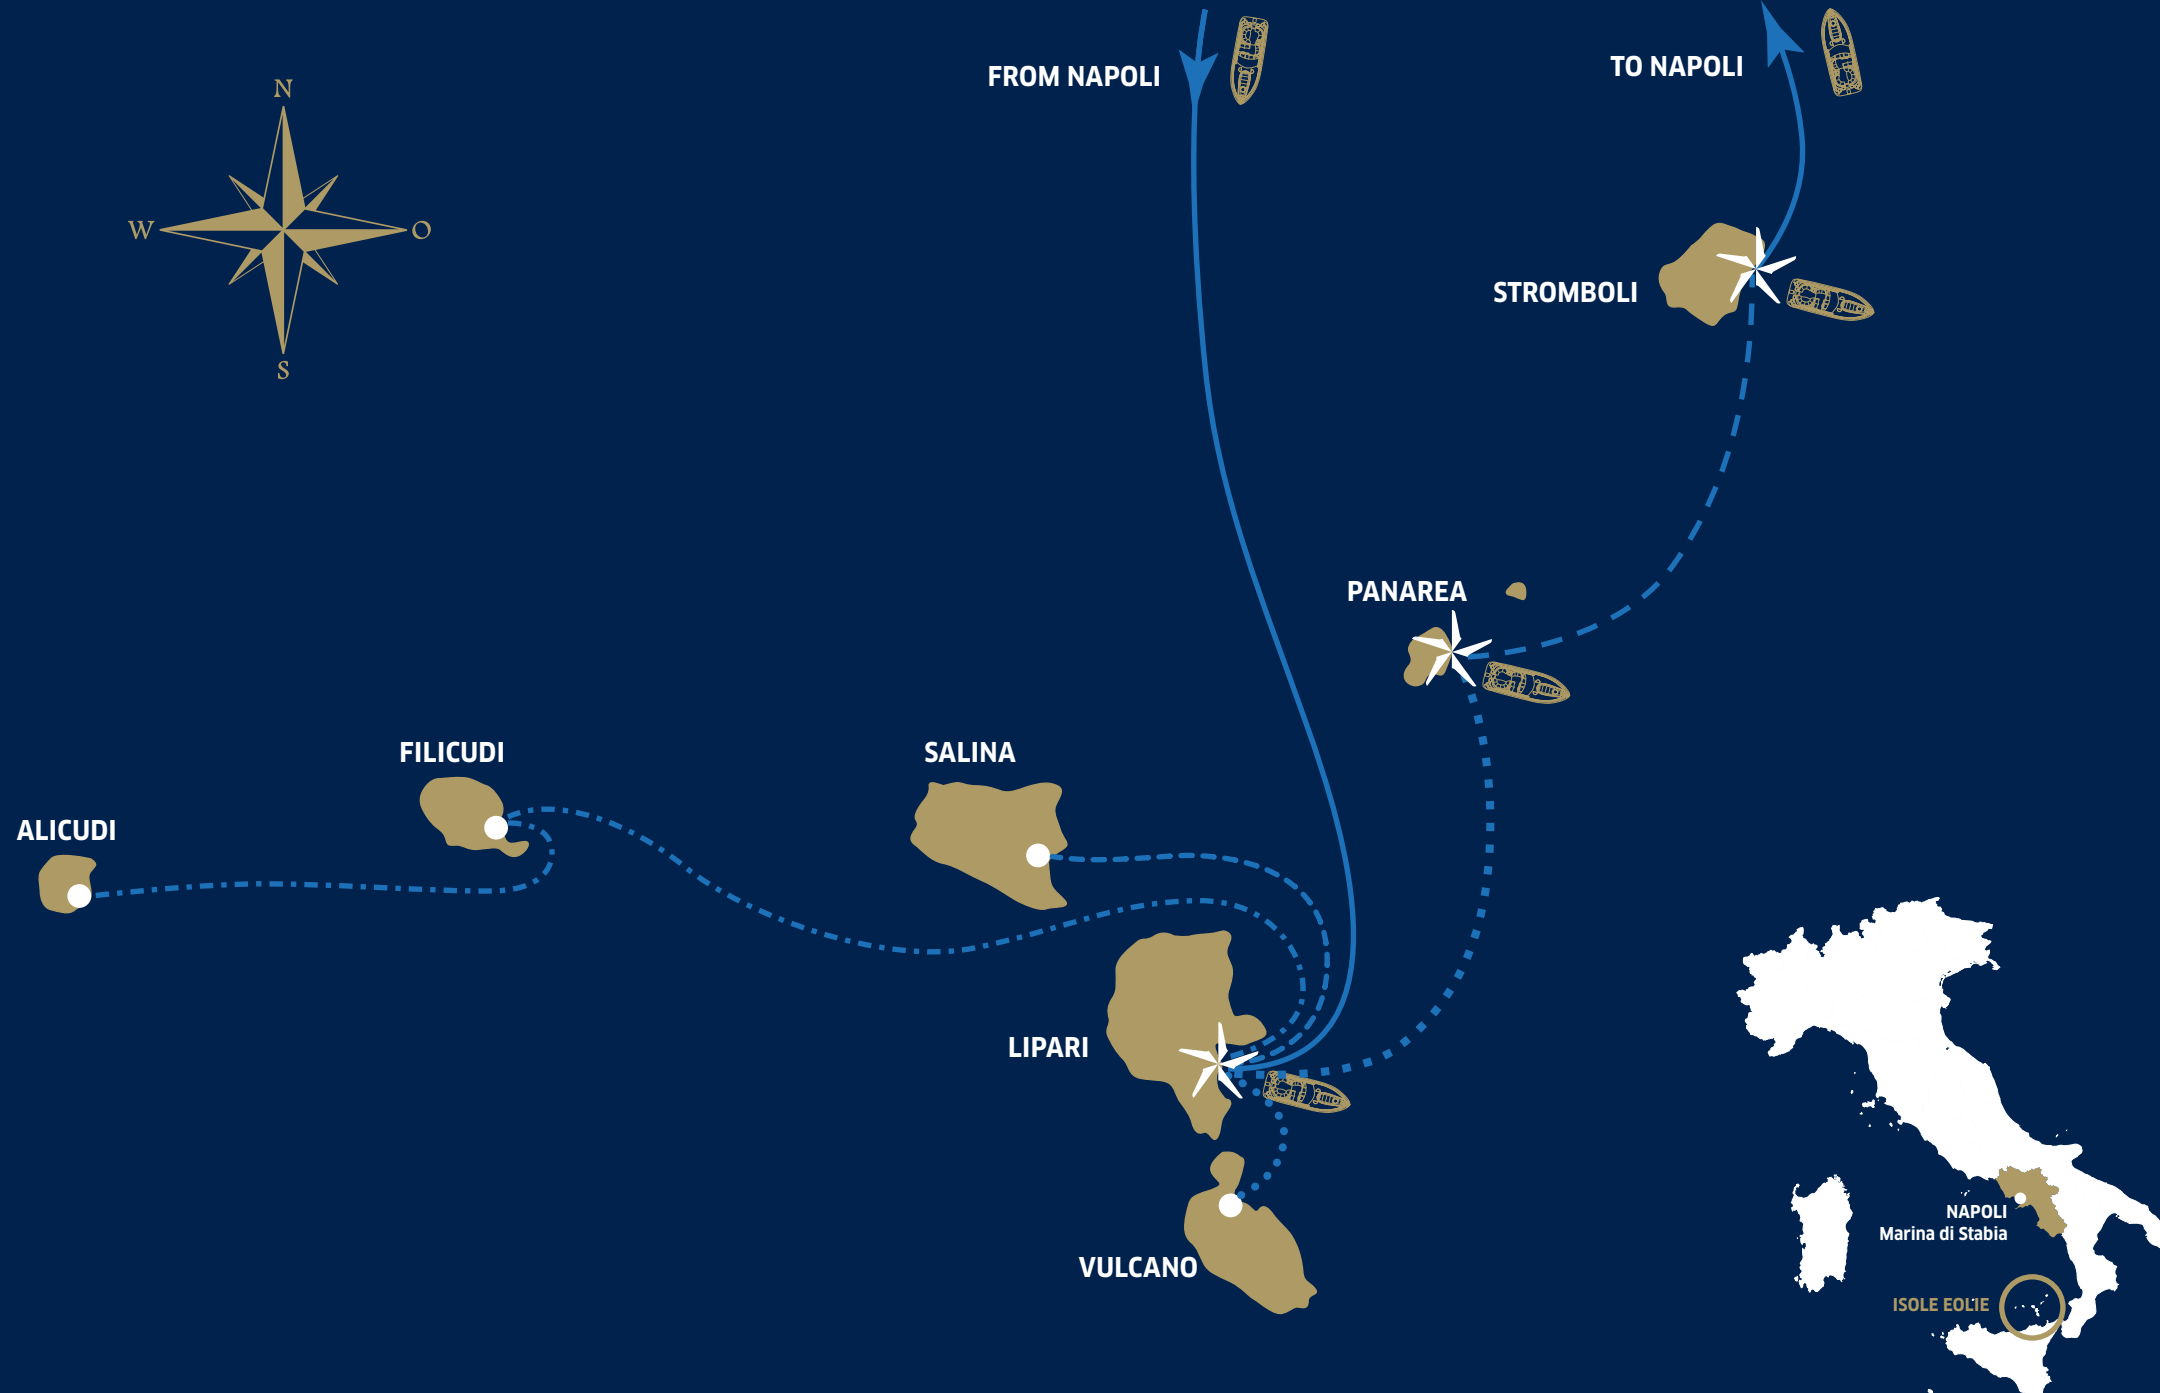 FROM NAPOLI
TO NAPOLI
N
W
O
S
STROMBOLI
PANAREA
FILICUDI
SALINA
ALICUDI
LIPARI
VULCANO
NAPOLI
Marina di Stabia
ISOLE EOLIE